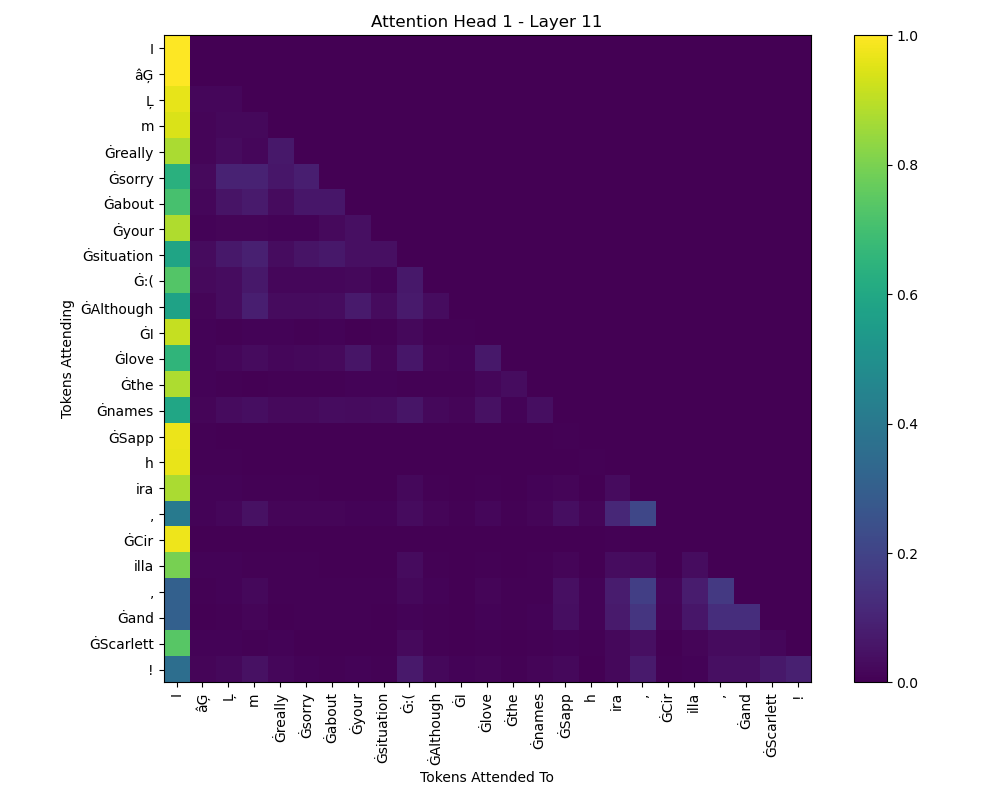 Attention Head 1 - Layer 11
I
âĢ
Ļ
m
Ġreally
Ġsorry
Ġabout
Ġyour
Ġsituation
Ġ:(
ĠAlthough
ĠI
Ġlove
Ġthe
Ġnames
ĠSapp
h
ira
,
ĠCir
illa
,
Ġand
ĠScarlett
!
Tokens Attending
I
âĢ
Ļ
m
Ġreally
Ġsorry
Ġabout
Ġyour
Ġsituation
Ġ:(
ĠAlthough
ĠI
Ġlove
Ġthe
Ġnames
ĠSapp
h
ira
,
ĠCir
illa
,
Ġand
ĠScarlett
!
Tokens Attended To
1.0
0.8
0.6
0.4
0.2
0.0